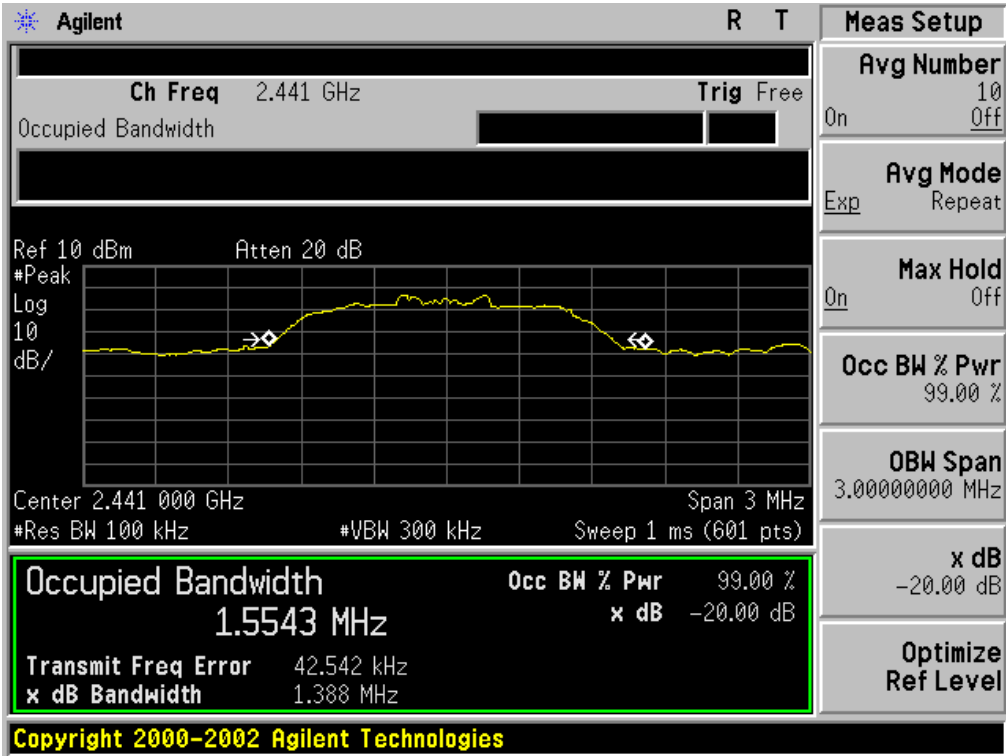 Agilent R T
Ch Freq 2.441 GHz Trig Free
Occupied Bandwidth
Ref 10 dBm Atten 20 dB
#Peak
Log
10
dB/
Center 2.441 000 GHz Span 3 MHz
#Res BW 100 kHz #VBW 300 kHz Sweep 1 ms (601 pts)
Occupied Bandwidth Occ BW % Pwr 99.00 %
1.5543 MHz x dB -20.00 dB
Transmit Freq Error 42.542 kHz
x dB Bandwidth 1.388 MHz
Copyright 2000-2002 Agilent Technologies
Meas Setup
Avg Number
10
On Off
Avg Mode
Exp Repeat
Max Hold
On Off
Occ BW % Pwr
99.00 %
OBW Span
3.00000000 MHz
x dB
-20.00 dB
Optimize
Ref Level